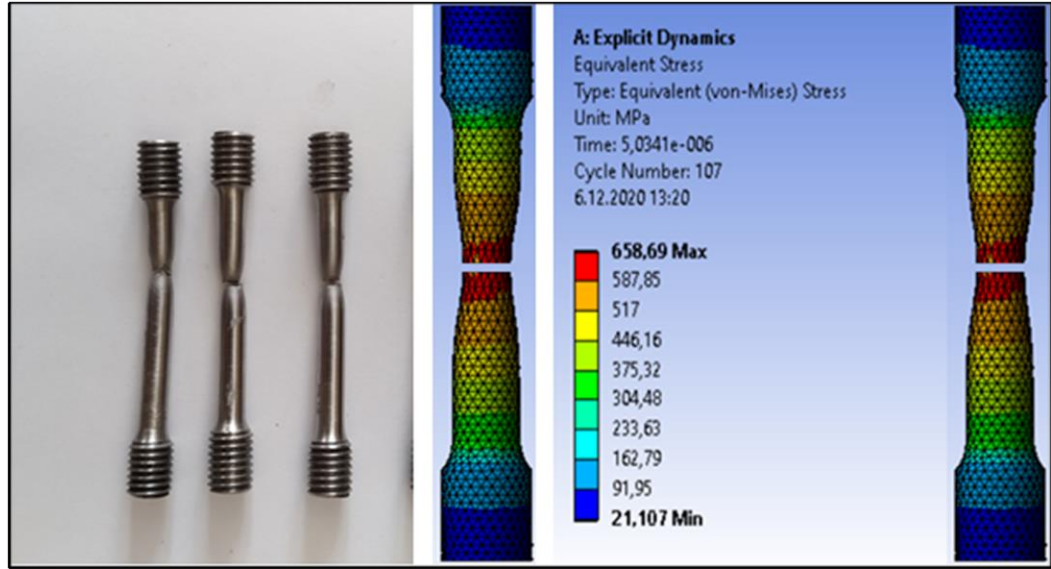 A: Explicit Dynamics
Equivalent Stress
Type: Equivalent (von-Mises) Stress
Unit: MPa
Time: 5,0341e-006
Cycle Number: 107
6.12.2020 13:20
658,69 Max
587,85
517
446,16
375,32
304,48
233,63
162,79
91,95
21,107 Min